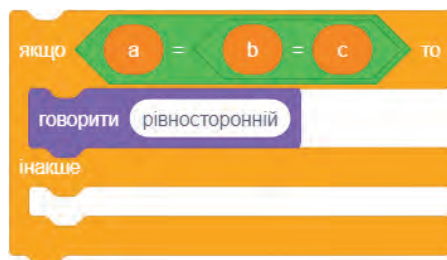 якщо a = b = c то
говорити рівносторонній
інакше